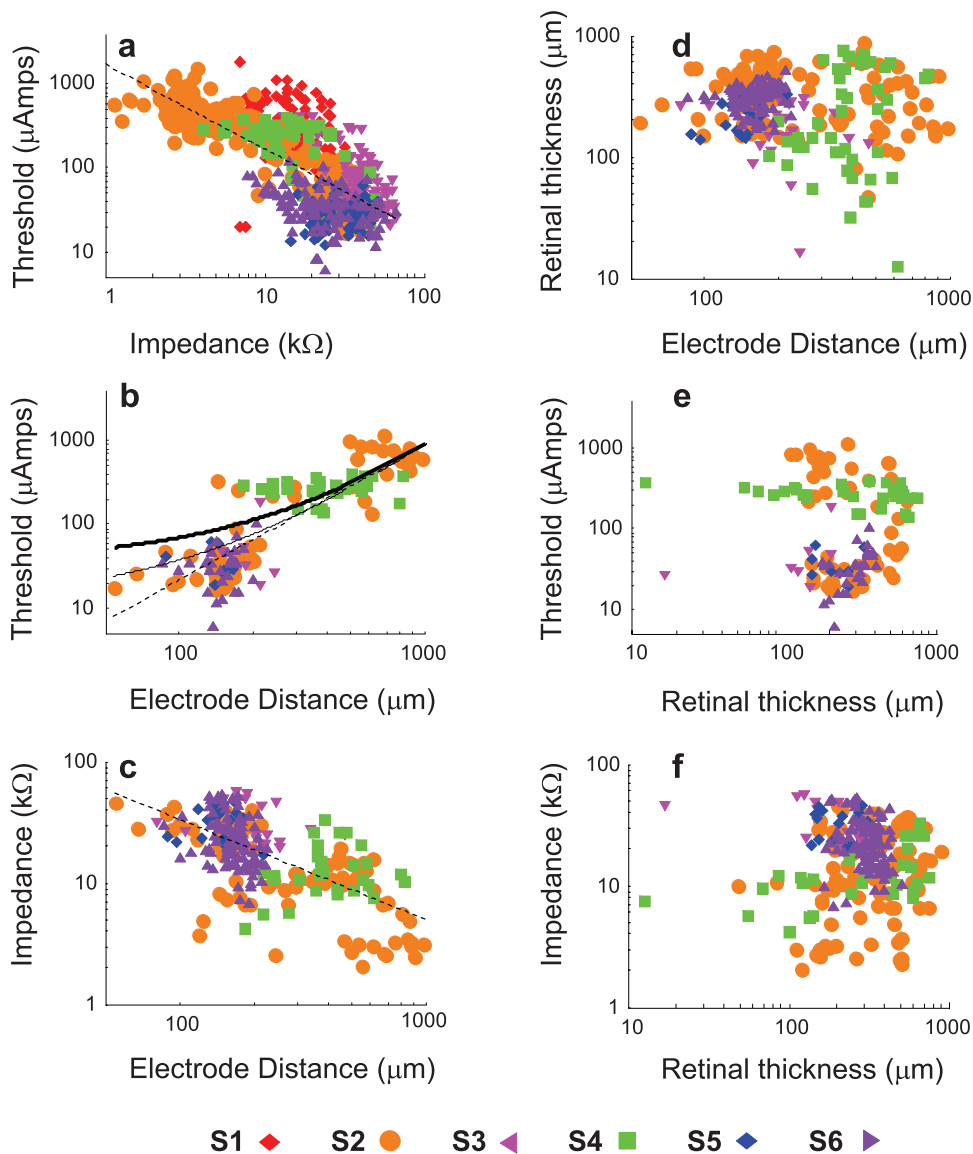 a
Threshold (μAmps)
1000
100
10
1
10
100
Impedance (kΩ)
d
Retinal thickness (μm)
1000
100
10
100
1000
Electrode Distance (μm)
b
Threshold (μAmps)
1000
100
10
100
1000
Electrode Distance (μm)
e
Threshold (μAmps)
1000
100
10
10
100
1000
Retinal thickness (μm)
c
Impedance (kΩ)
100
10
1
100
1000
Electrode Distance (μm)
f
Impedance (kΩ)
100
10
1
10
100
1000
Retinal thickness (μm)
S1 S2 S3 S4 S5 S6